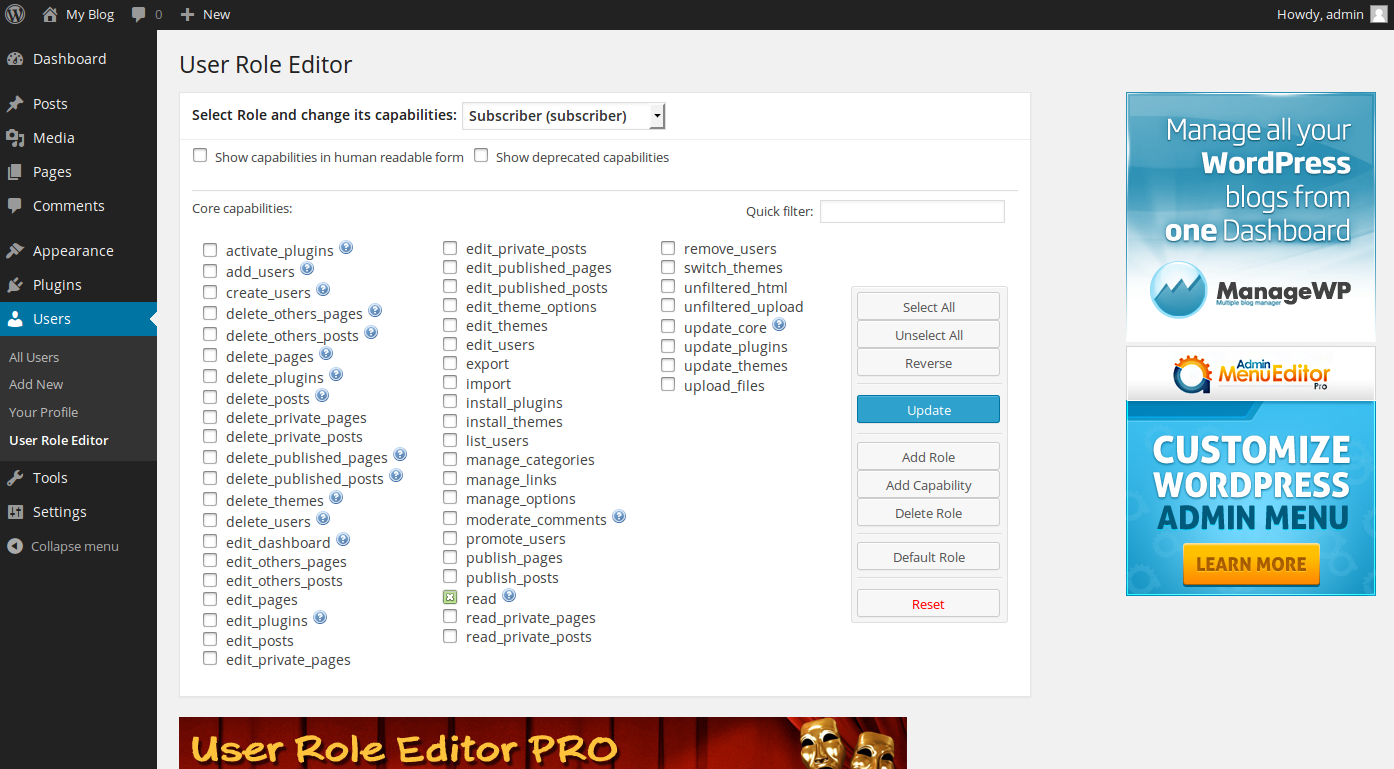 My Blog 0 New Howdy, admin
Dashboard
Posts
Media
Pages
Comments
Appearance
Plugins
Users
All Users
Add New
Your Profile
User Role Editor
Tools
Settings
Collapse menu
User Role Editor
Select Role and change its capabilities: Subscriber (subscriber)
Show capabilities in human readable form Show deprecated capabilities
Core capabilities: Quick filter:
activate_plugins
add_users
create_users
delete_others_pages
delete_others_posts
delete_pages
delete_plugins
delete_posts
delete_private_pages
delete_private_posts
delete_published_pages
delete_published_posts
delete_themes
delete_users
edit_dashboard
edit_others_pages
edit_others_posts
edit_pages
edit_plugins
edit_posts
edit_private_pages
edit_private_posts
edit_published_pages
edit_published_posts
edit_theme_options
edit_themes
edit_users
export
import
install_plugins
install_themes
list_users
manage_categories
manage_links
manage_options
moderate_comments
promote_users
publish_pages
publish_posts
read
read_private_pages
read_private_posts
remove_users
switch_themes
unfiltered_html
unfiltered_upload
update_core
update_plugins
update_themes
upload_files
Select All
Unselect All
Reverse
Update
Add Role
Add Capability
Delete Role
Default Role
Reset
Manage all your
WordPress
blogs from
one Dashboard
ManageWP
Multiple blog manager
Admin
MenuEditor
Pro
CUSTOMIZE
WORDPRESS
ADMIN MENU
LEARN MORE
User Role Editor PRO